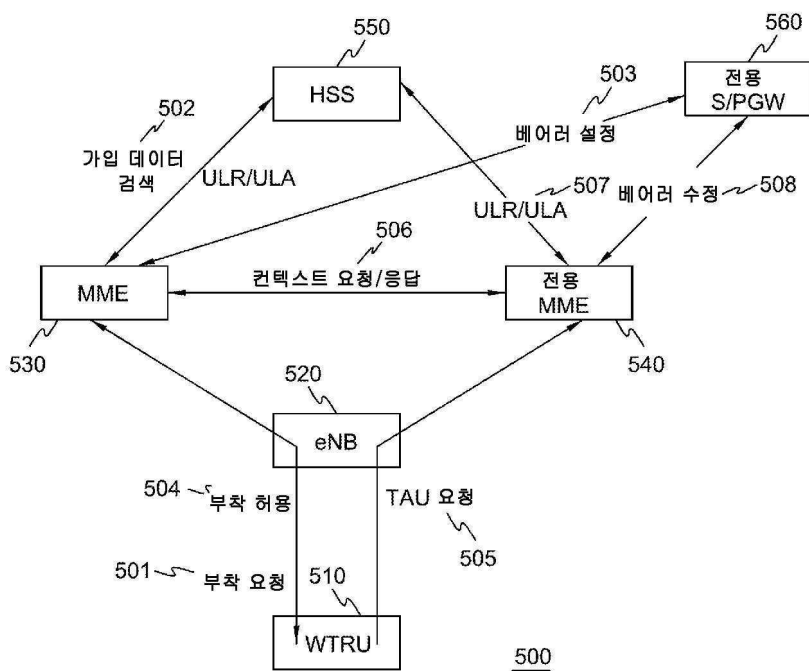 550
HSS
560
전용
S/PGW
503
베어러 설정
502
가입 데이터
검색
ULR/ULA
507
ULR/ULA
베어러 수정
508
506
컨텍스트 요청/응답
MME
530
전용
MME
540
520
eNB
504
부착 허용
TAU 요청
505
501
부착 요청
510
WTRU
500